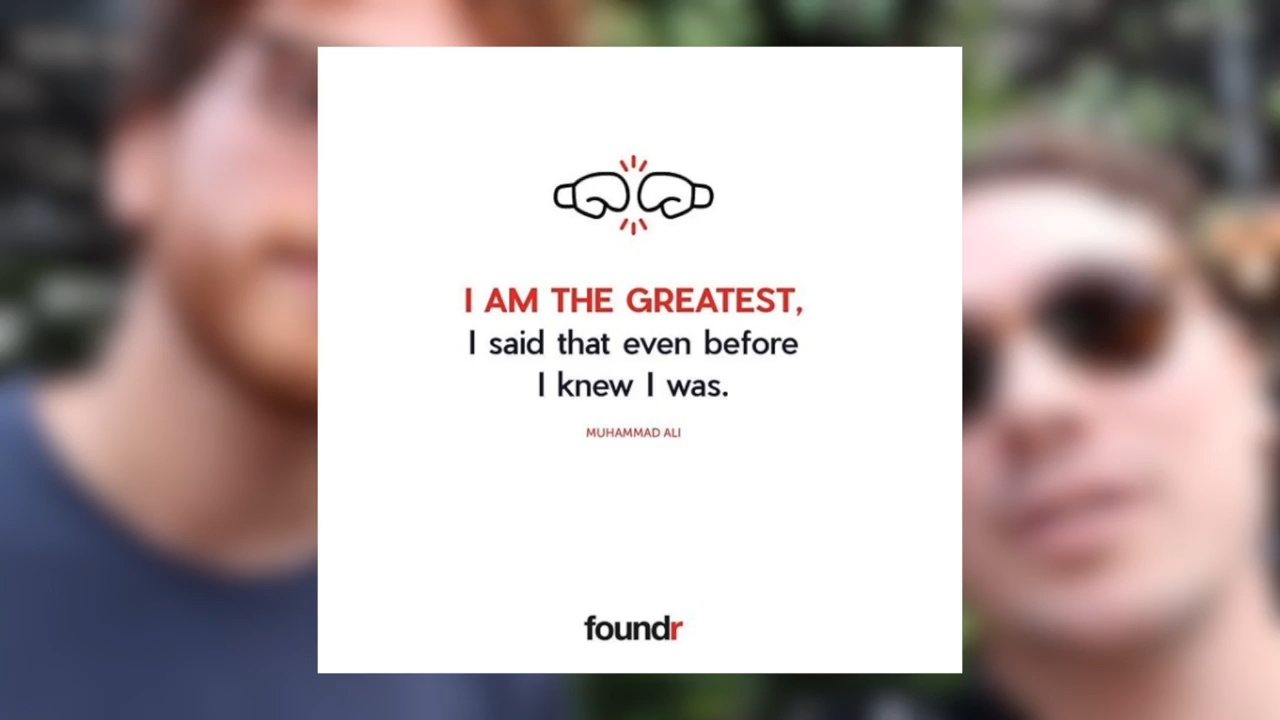 I AM THE GREATEST,
I said that even before
I knew I was.
MUHAMMAD ALI
foundr